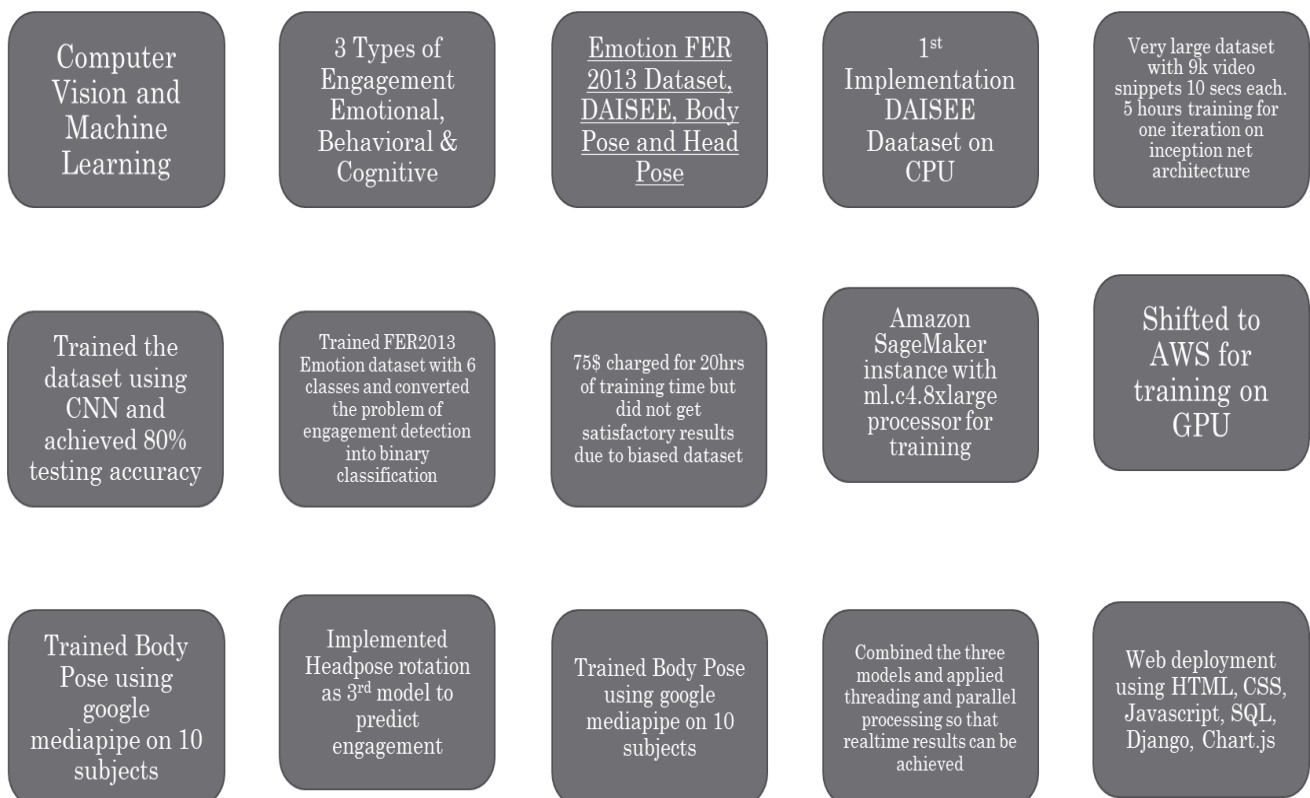 Computer
Vision and
Machine
Learning
3 Types of
Engagement
Emotional,
Behavioral &
Cognitive
Emotion FER
2013 Dataset,
DAISEE, Body
Pose and Head
Pose
1st
Implementation
DAISEE
Daataset on
CPU
Very large dataset
with 9k video
snippets 10 secs each.
5 hours training for
one iteration on
inception net
architecture
Trained the
dataset using
CNN and
achieved 80%
testing accuracy
Trained FER2013
Emotion dataset with 6
classes and converted
the problem of
engagement detection
into binary
classification
75$ charged for 20hrs
of training time but
did not get
satisfactory results
due to biased dataset
Amazon
SageMaker
instance with
ml.c4.8xlarge
processor for
training
Shifted to
AWS for
training on
GPU
Trained Body
Pose using
google
mediapipe on 10
subjects
Implemented
Headpose rotation
as 3rd model to
predict
engagement
Trained Body Pose
using google
mediapipe on 10
subjects
Combined the three
models and applied
threading and parallel
processing so that
realtime results can be
achieved
Web deployment
using HTML, CSS,
Javascript, SQL,
Django, Chart.js